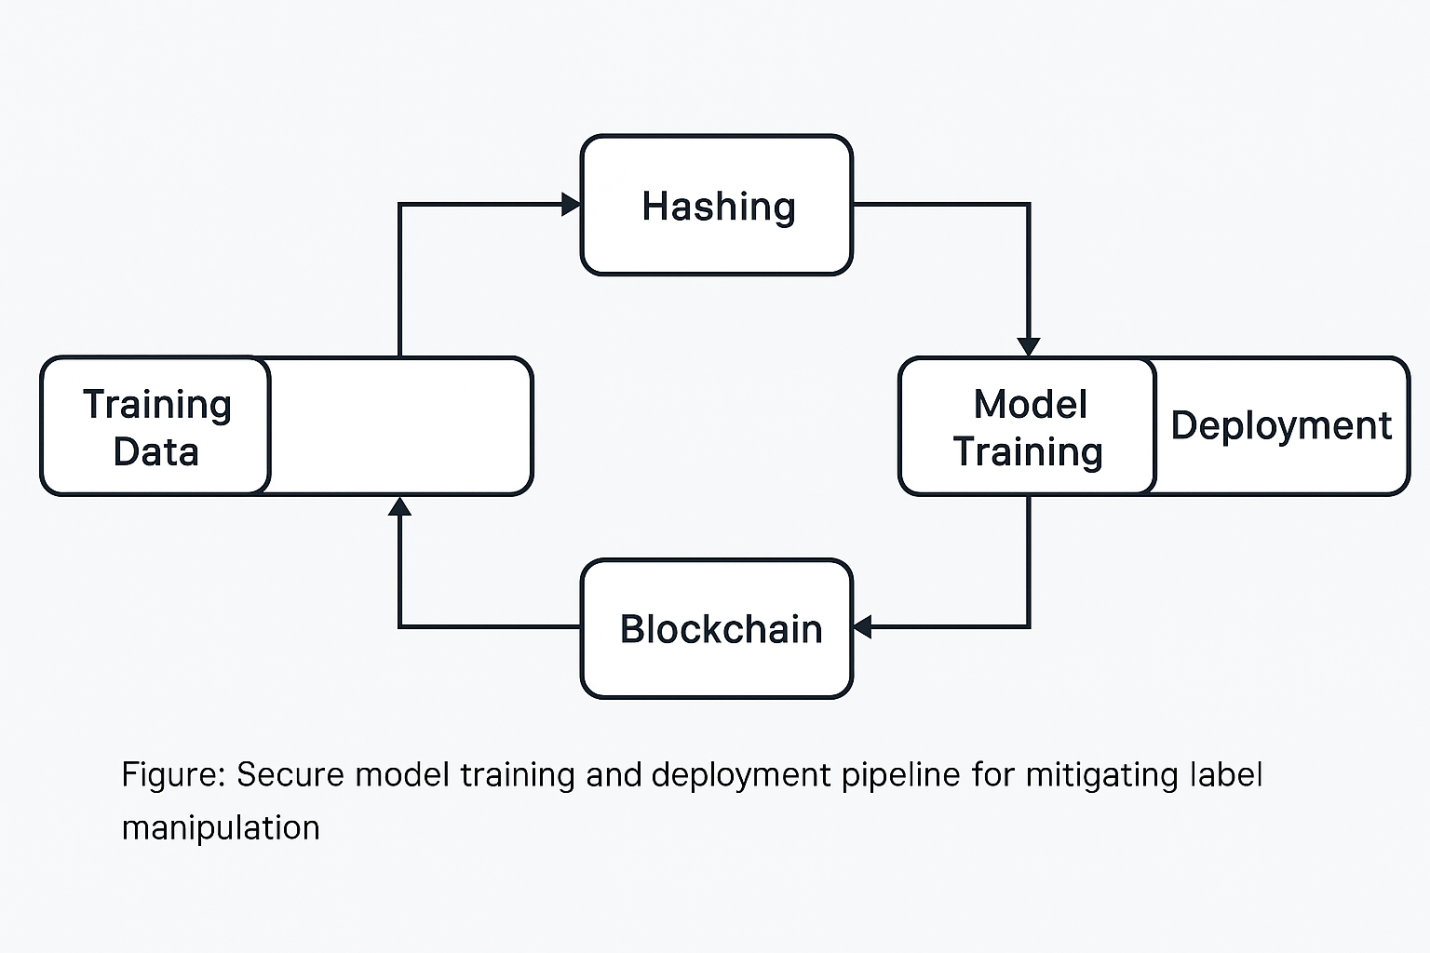 Hashing
Training
Data
Model
Training
Deployment
Blockchain
Figure: Secure model training and deployment pipeline for mitigating label
manipulation